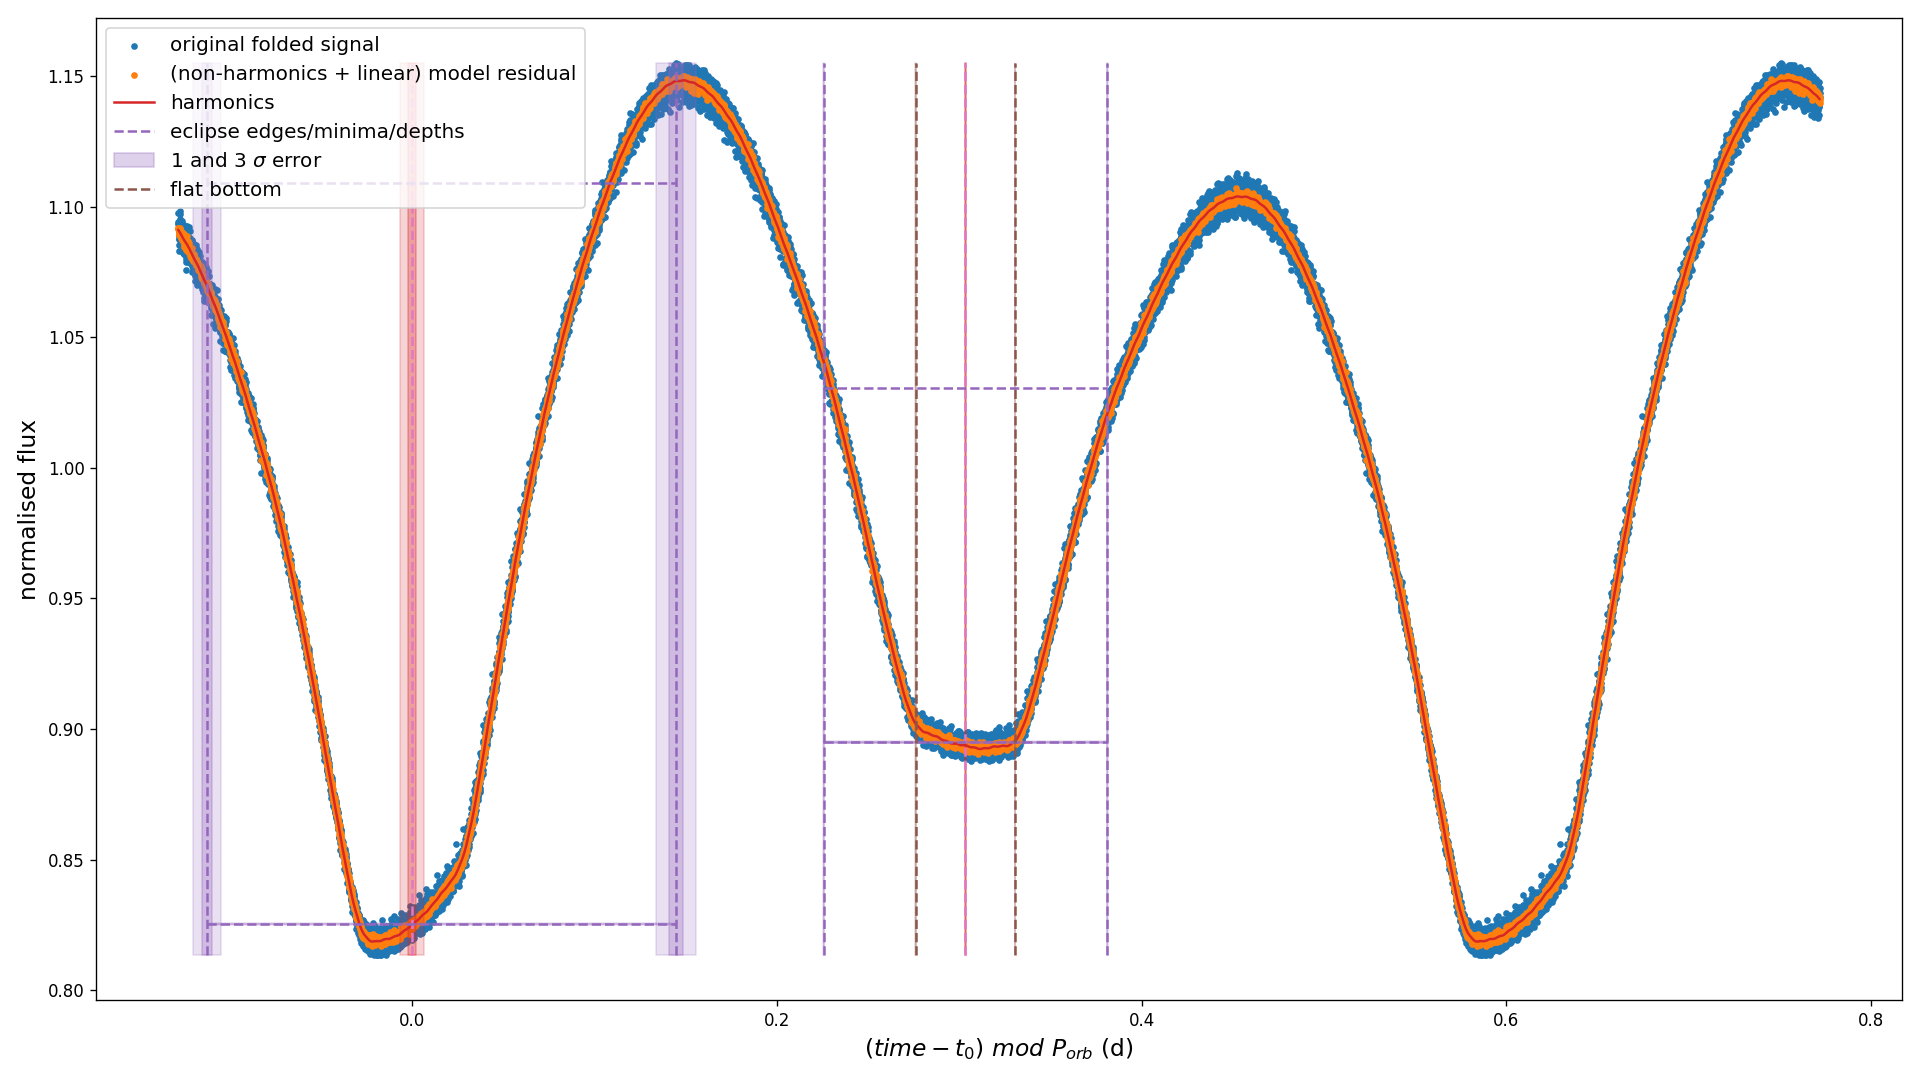 original folded signal
(non-harmonics + linear) model residual
harmonics
eclipse edges/minima/depths
1 and 3 σ error
flat bottom
normalised flux
1.15
1.10
1.05
1.00
0.95
0.90
0.85
0.80
0.0 0.2 0.4 0.6 0.8
(time − t₀) mod Pₒᵣb (d)